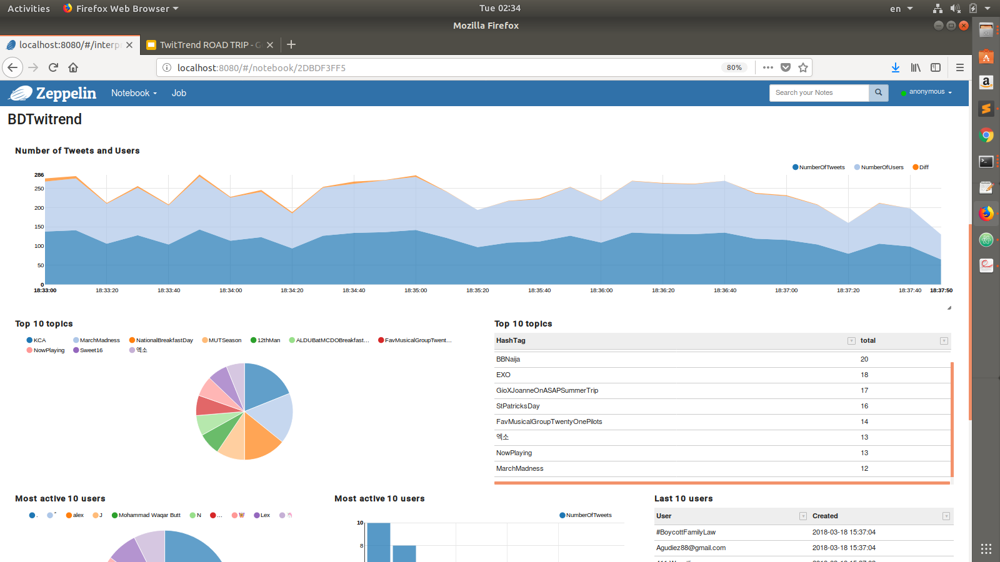 Activities Firefox Web Browser Tue 02:34 en
Mozilla Firefox
localhost:8080/#/interpr TwitTrend ROAD TRIP - G
localhost:8080/#/notebook/2DBDF3FF5 80%
Zeppelin Notebook Job Search your Notes anonymous
BDTwitrend
Number of Tweets and Users
NumberOfTweets NumberOfUsers Diff
286
250
200
150
100
50
0
18:33:00 18:33:20 18:33:40 18:34:00 18:34:20 18:34:40 18:35:00 18:35:20 18:35:40 18:36:00 18:36:20 18:36:40 18:37:00 18:37:20 18:37:40 18:37:50
Top 10 topics
KCA MarchMadness NationalBreakfastDay MUTSeason 12thMan ALDUBatMCDOBreakfast... FavMusicalGroupTwent...
NowPlaying Sweet16 엑소
Top 10 topics
HashTag total
BBNaija 20
EXO 18
GioXJoanneOnASAPSummerTrip 17
StPatricksDay 16
FavMusicalGroupTwentyOnePilots 14
엑소 13
NowPlaying 13
MarchMadness 12
Most active 10 users
. " alex J Mohammad Waqar Butt N ... Lex
Most active 10 users
NumberOfTweets
10
8
Last 10 users
User Created
#BoycottFamilyLaw 2018-03-18 15:37:04
Agudiez88@gmail.com 2018-03-18 15:37:04